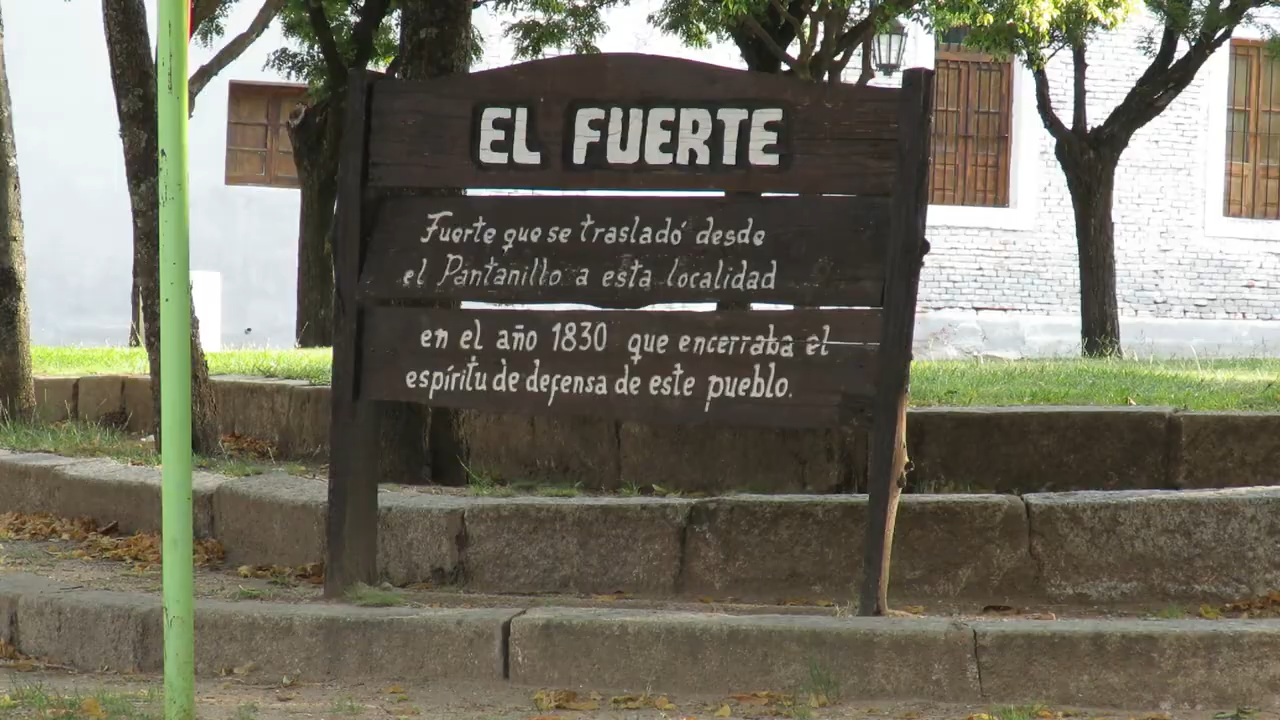 EL FUERTE
Fuerte que se trasladó desde
el Pantanillo a esta localidad
en el año 1830 que encerraba el
espíritu de defensa de este pueblo.